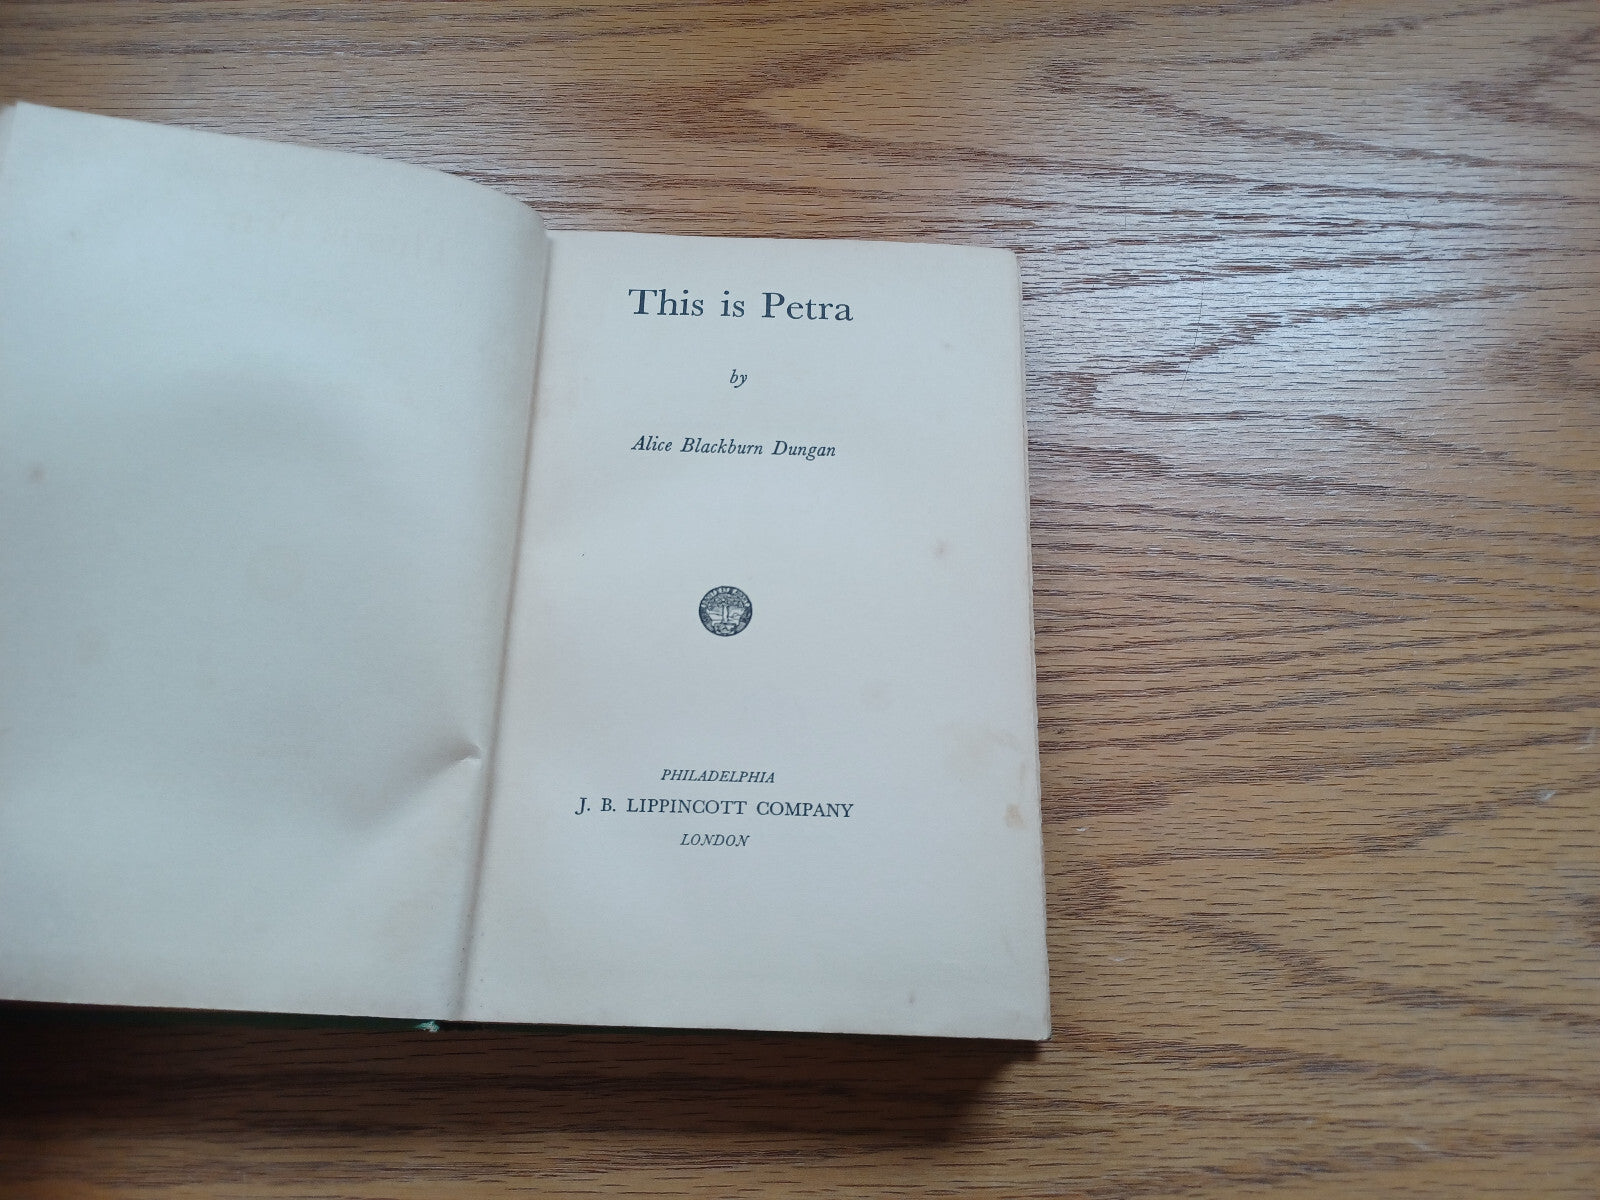 This is Petra
by
Alice Blackburn Dungan
PHILADELPHIA
J. B. LIPPINCOTT COMPANY
LONDON